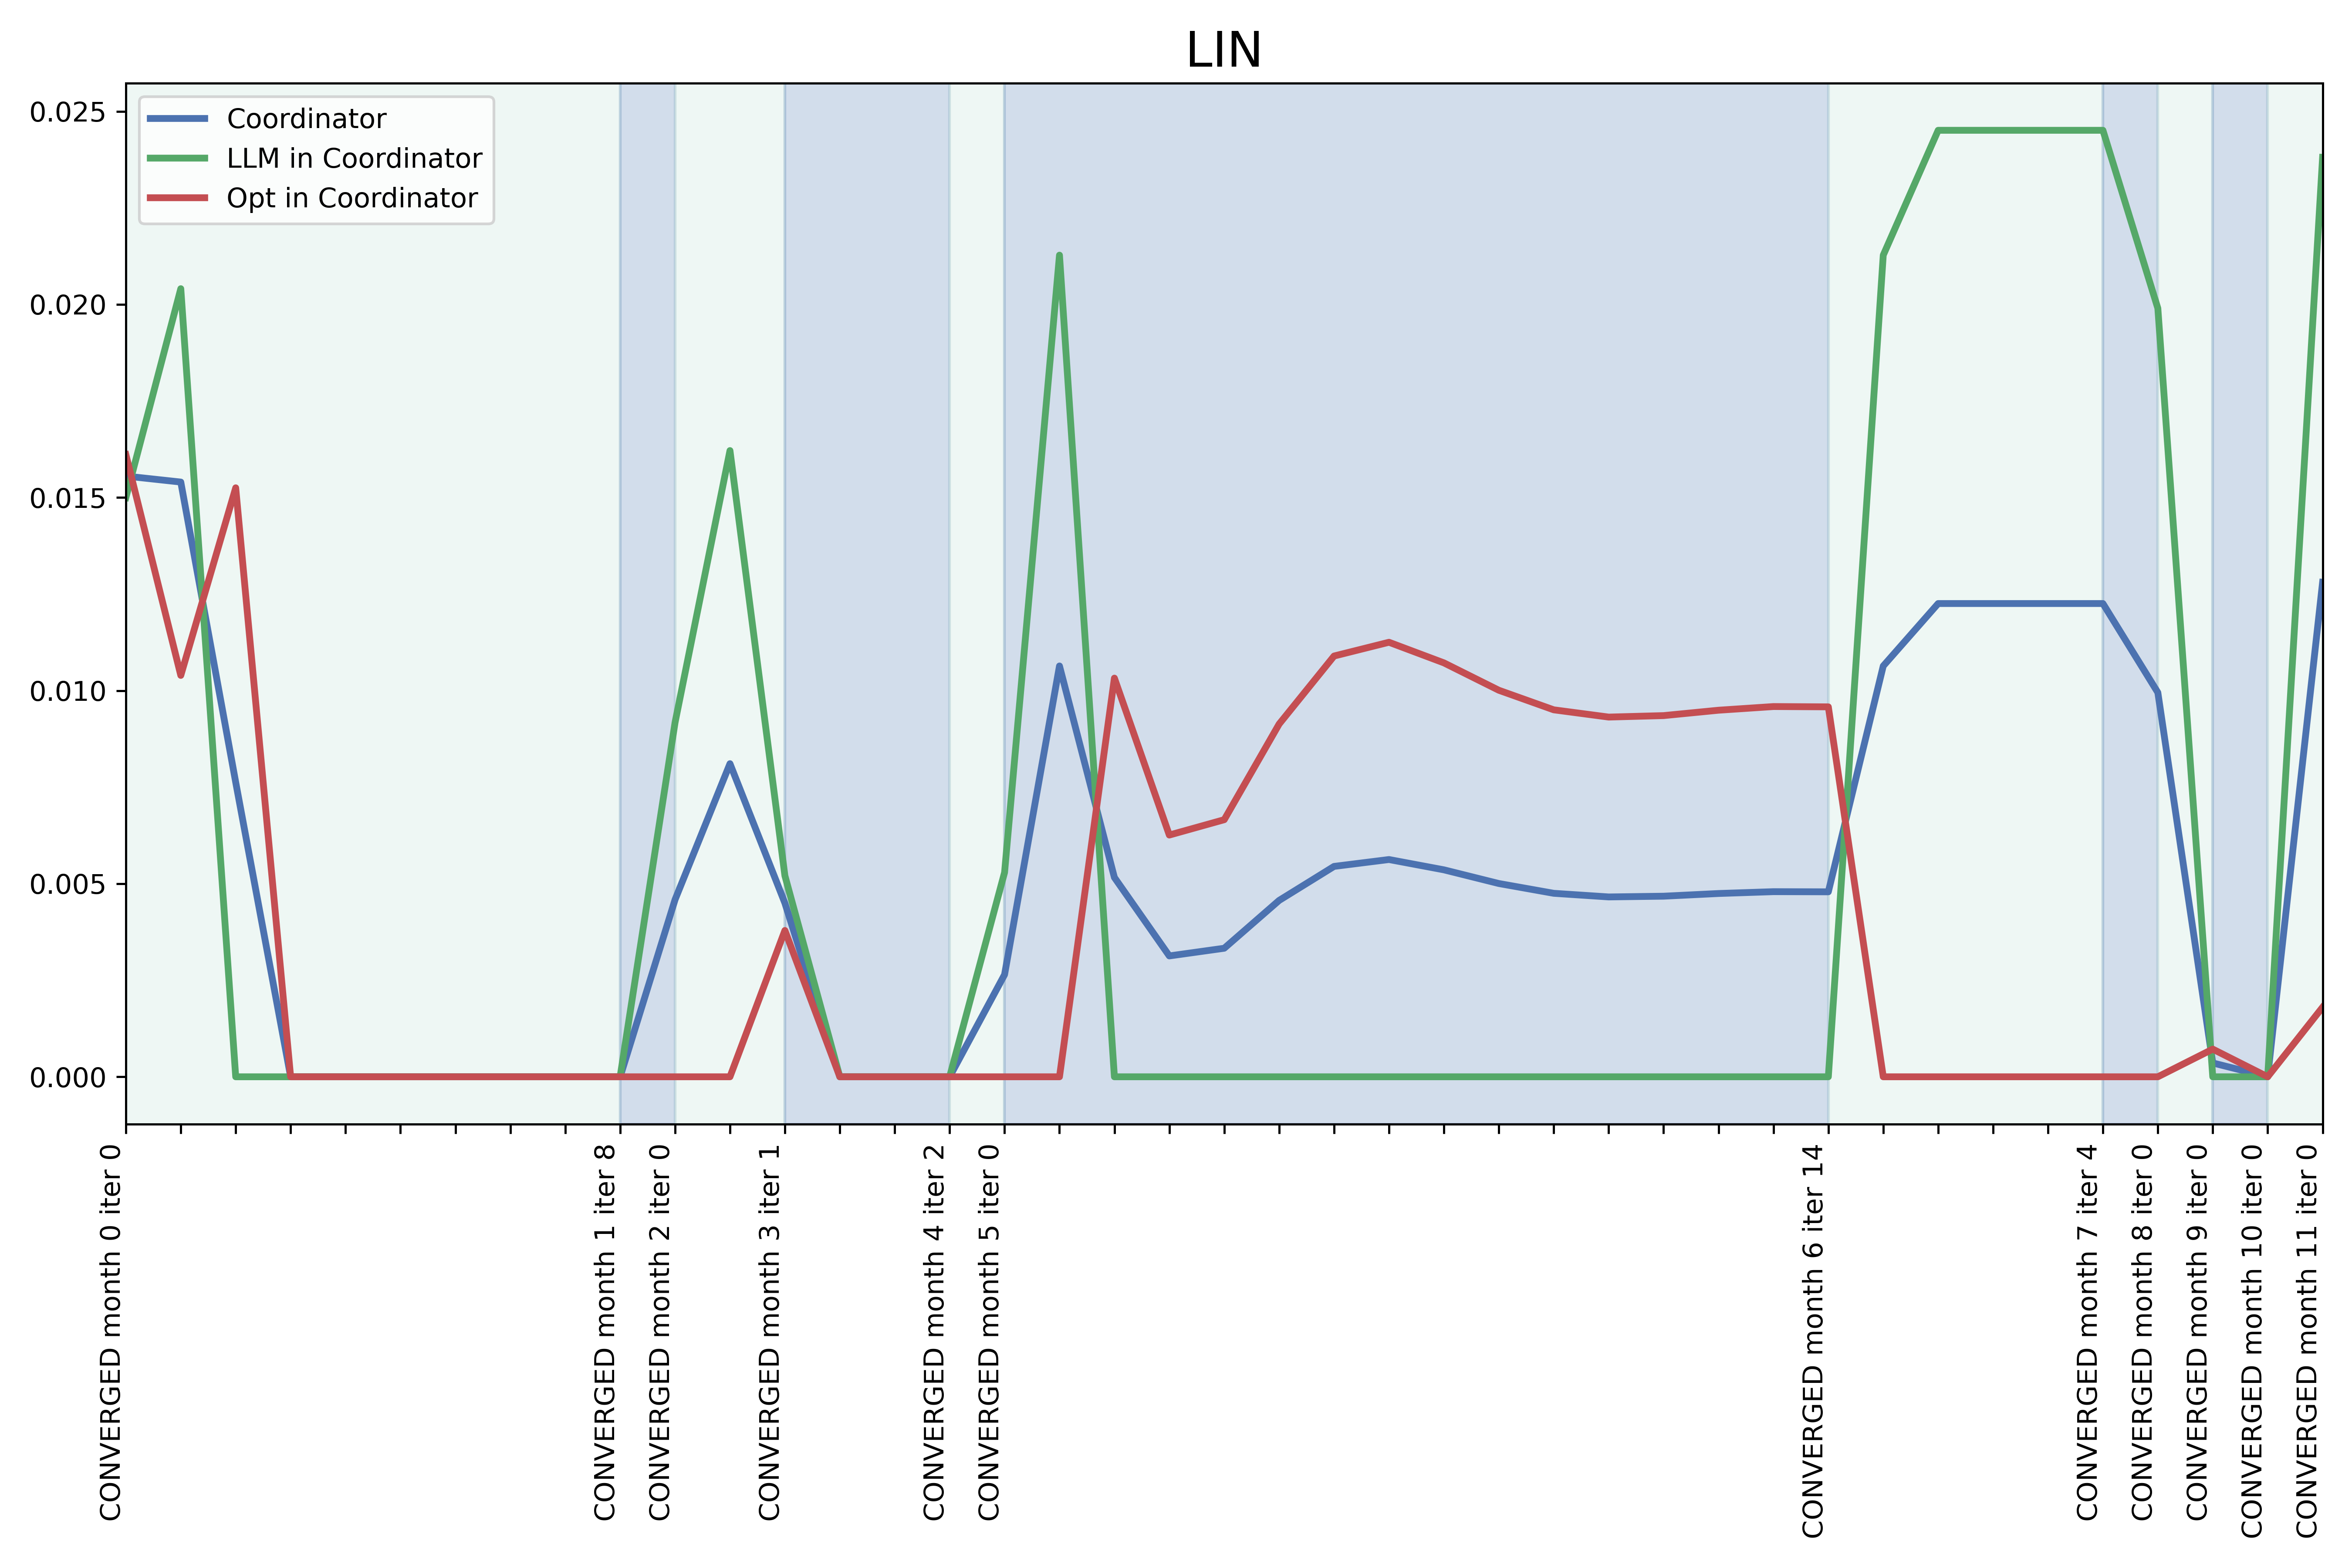 LIN
Coordinator
LLM in Coordinator
Opt in Coordinator
0.025
0.020
0.015
0.010
0.005
0.000
CONVERGED month 0 iter 0
CONVERGED month 1 iter 8
CONVERGED month 2 iter 0
CONVERGED month 3 iter 1
CONVERGED month 4 iter 2
CONVERGED month 5 iter 0
CONVERGED month 6 iter 14
CONVERGED month 7 iter 4
CONVERGED month 8 iter 0
CONVERGED month 9 iter 0
CONVERGED month 10 iter 0
CONVERGED month 11 iter 0